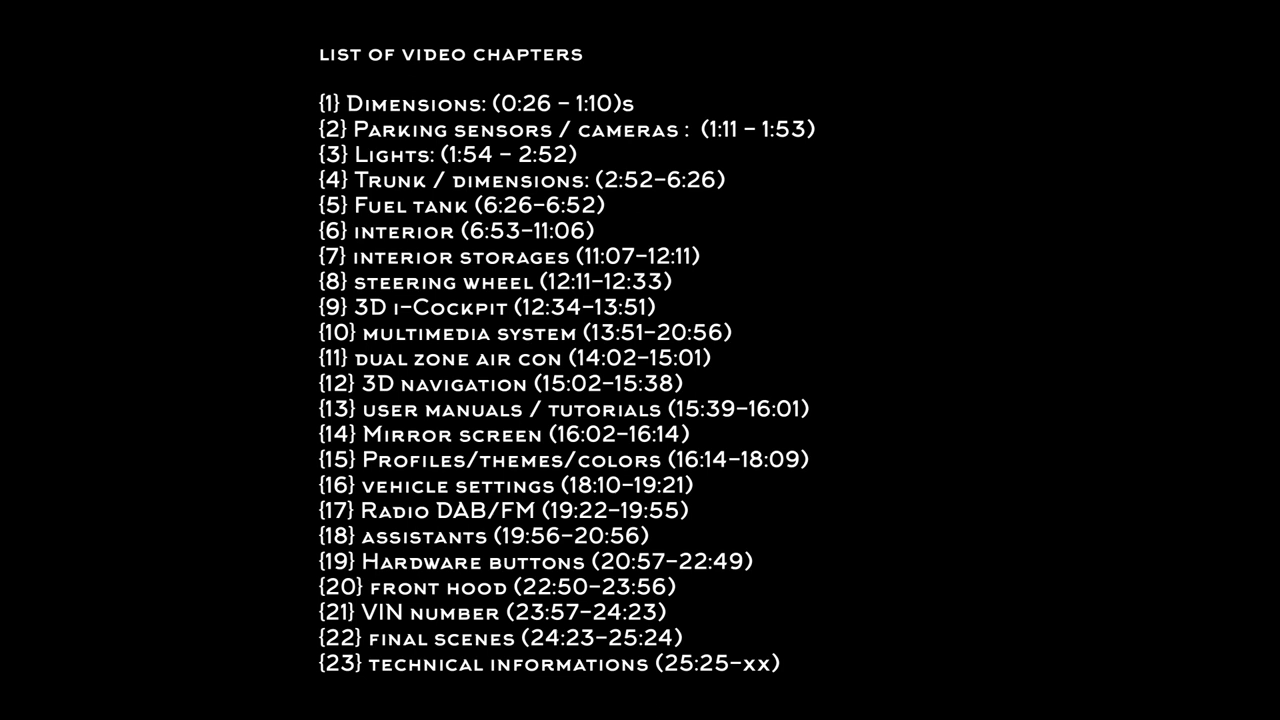 LIST OF VIDEO CHAPTERS
{1} Dimensions: (0:26 - 1:10)s
{2} Parking sensors / cameras : (1:11 - 1:53)
{3} Lights: (1:54 - 2:52)
{4} Trunk / dimensions: (2:52-6:26)
{5} Fuel tank (6:26-6:52)
{6} interior (6:53-11:06)
{7} interior storages (11:07-12:11)
{8} steering wheel (12:11-12:33)
{9} 3D i-Cockpit (12:34-13:51)
{10} multimedia system (13:51-20:56)
{11} dual zone air con (14:02-15:01)
{12} 3D navigation (15:02-15:38)
{13} user manuals / tutorials (15:39-16:01)
{14} Mirror screen (16:02-16:14)
{15} Profiles/themes/colors (16:14-18:09)
{16} vehicle settings (18:10-19:21)
{17} Radio DAB/FM (19:22-19:55)
{18} assistants (19:56-20:56)
{19} Hardware buttons (20:57-22:49)
{20} front hood (22:50-23:56)
{21} VIN number (23:57-24:23)
{22} final scenes (24:23-25:24)
{23} technical informations (25:25-xx)